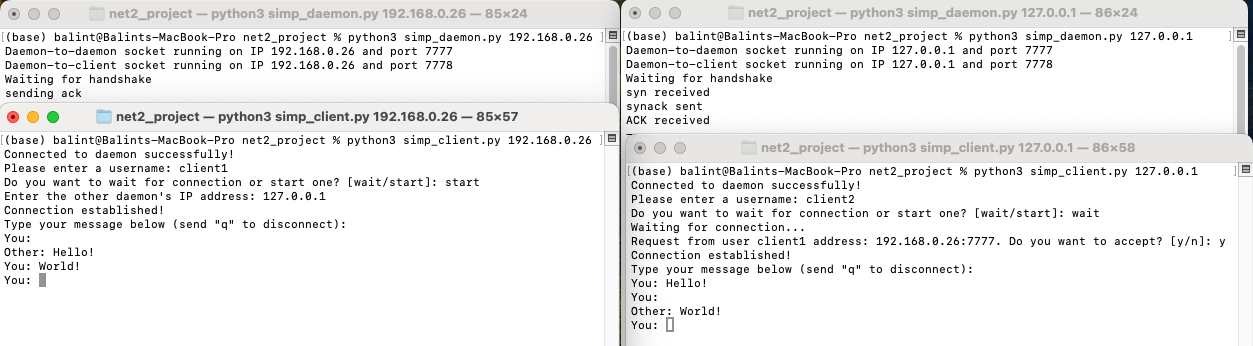 net2_project — python3 simp_daemon.py 192.168.0.26 — 85×24
(base) balint@Balints-MacBook-Pro net2_project % python3 simp_daemon.py 192.168.0.26
Daemon-to-daemon socket running on IP 192.168.0.26 and port 7777
Daemon-to-client socket running on IP 192.168.0.26 and port 7778
Waiting for handshake
sending ack
net2_project — python3 simp_client.py 192.168.0.26 — 85×57
(base) balint@Balints-MacBook-Pro net2_project % python3 simp_client.py 192.168.0.26
Connected to daemon successfully!
Please enter a username: client1
Do you want to wait for connection or start one? [wait/start]: start
Enter the other daemon's IP address: 127.0.0.1
Connection established!
Type your message below (send "q" to disconnect):
You:
Other: Hello!
You: World!
You:
net2_project — python3 simp_daemon.py 127.0.0.1 — 86×24
(base) balint@Balints-MacBook-Pro net2_project % python3 simp_daemon.py 127.0.0.1
Daemon-to-daemon socket running on IP 127.0.0.1 and port 7777
Daemon-to-client socket running on IP 127.0.0.1 and port 7778
Waiting for handshake
syn received
synack sent
ACK received
net2_project — python3 simp_client.py 127.0.0.1 — 86×58
(base) balint@Balints-MacBook-Pro net2_project % python3 simp_client.py 127.0.0.1
Connected to daemon successfully!
Please enter a username: client2
Do you want to wait for connection or start one? [wait/start]: wait
Waiting for connection...
Request from user client1 address: 192.168.0.26:7777. Do you want to accept? [y/n]: y
Connection established!
Type your message below (send "q" to disconnect):
You: Hello!
You:
Other: World!
You: